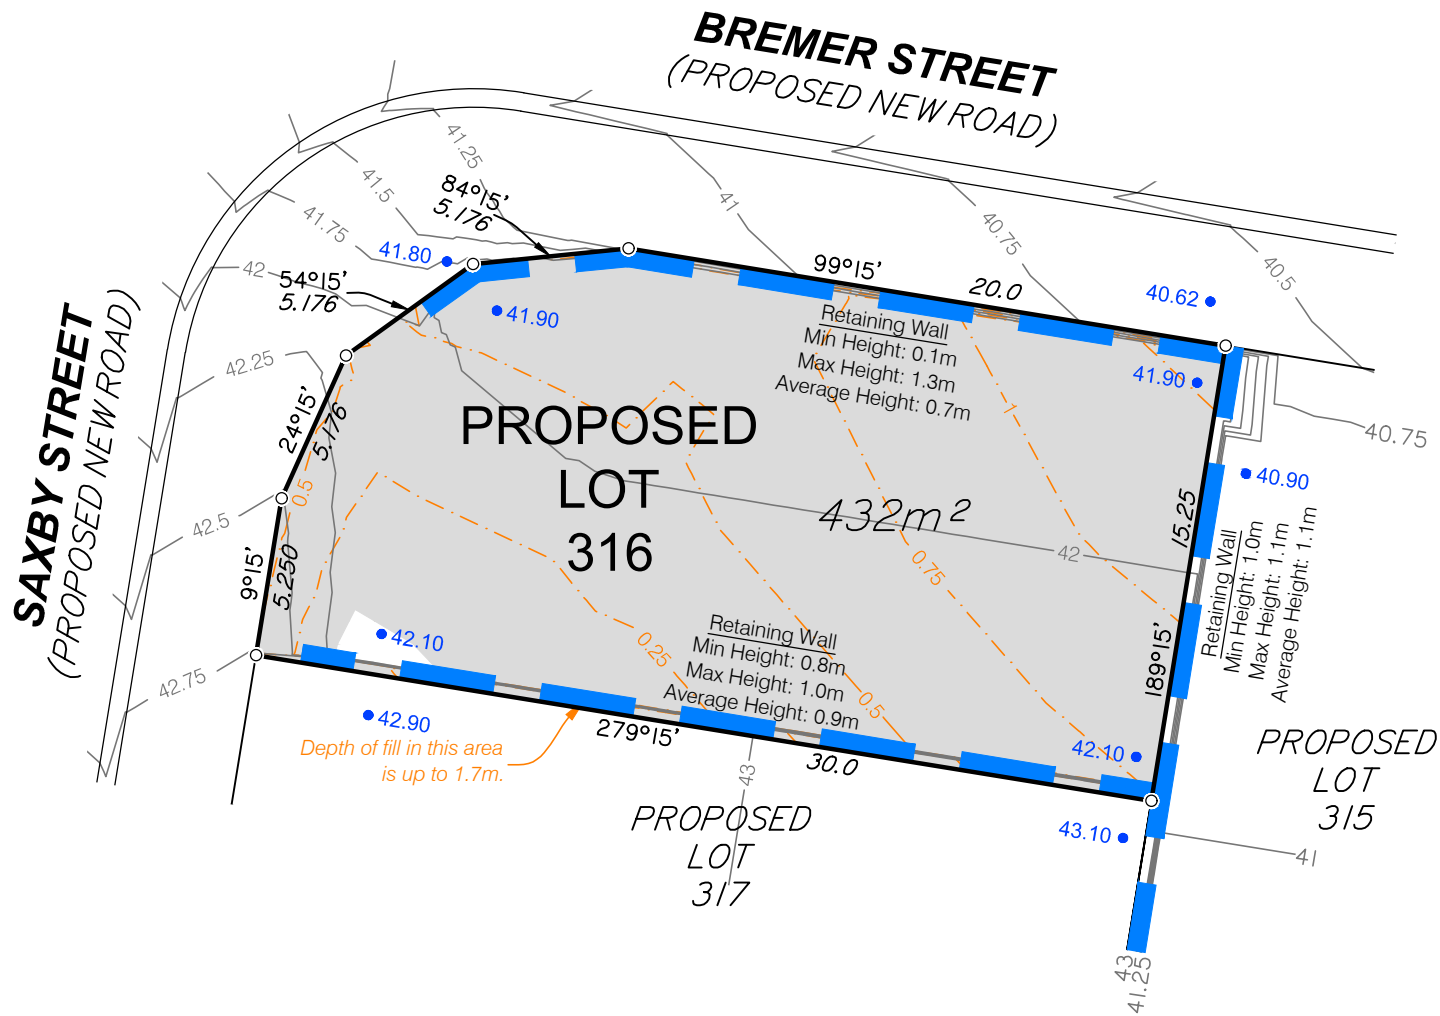 BREMER STREET
(PROPOSED NEW ROAD)
SAXBY STREET
(PROPOSED NEW ROAD)
41.25
41.5
41.75
42
42.25
42.5
42.75
41
40.75
40.5
84°15'
5.176
54°15'
5.176
24°15'
5.176
9°15'
5.250
99°15'
20.0
41.80
41.90
40.62
41.90
40.75
40.90
Retaining Wall
Min Height: 0.1m
Max Height: 1.3m
Average Height: 0.7m
PROPOSED
LOT
316
432m²
0.5
1
0.75
42
15.25
189°15'
Retaining Wall
Min Height: 1.0m
Max Height: 1.1m
Average Height: 1.1m
42.10
0.25
0.5
Retaining Wall
Min Height: 0.8m
Max Height: 1.0m
Average Height: 0.9m
42.90
Depth of fill in this area
is up to 1.7m.
279°15'
30.0
43
42.10
43.10
PROPOSED
LOT
317
PROPOSED
LOT
315
41
43
41.25